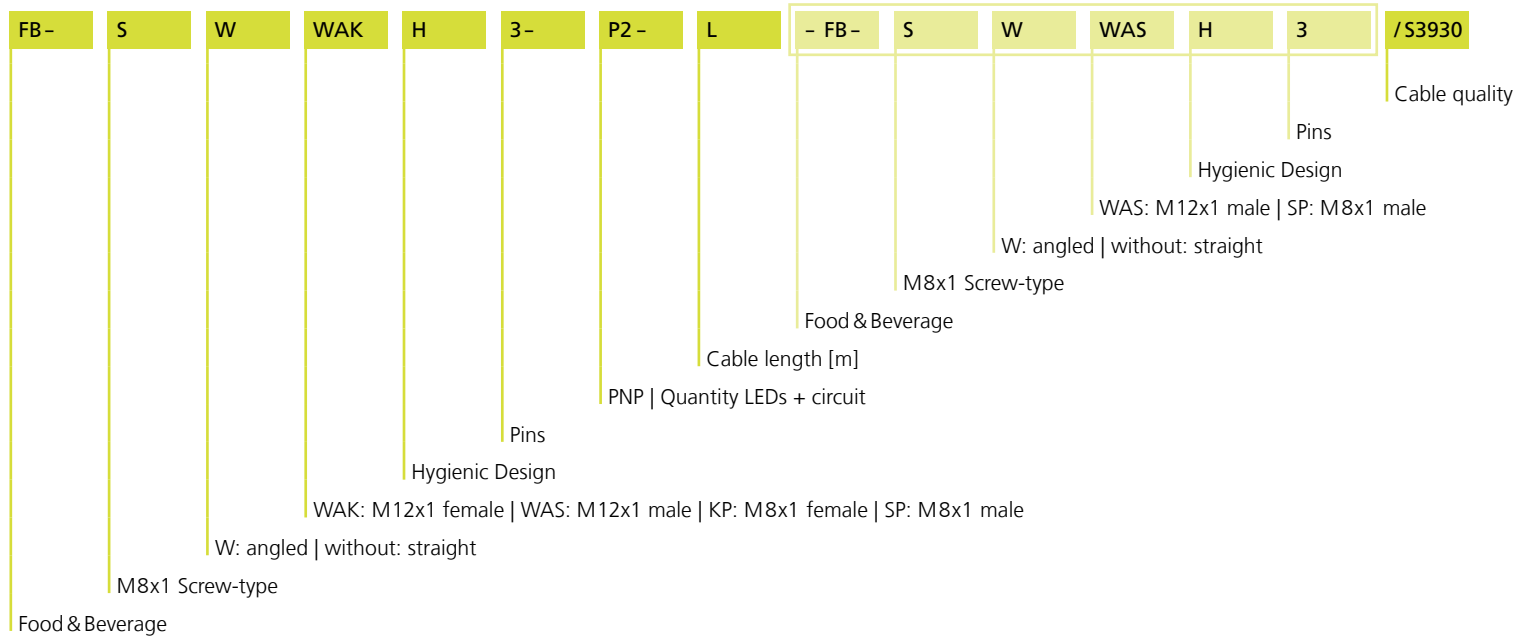 FB– S W WAK H 3– P2– L – FB– S W WAS H 3 / S3930
Cable quality
Pins
Hygienic Design
WAS: M12x1 male | SP: M8x1 male
W: angled | without: straight
M8x1 Screw-type
Food & Beverage
Cable length [m]
PNP | Quantity LEDs + circuit
Pins
Hygienic Design
WAK: M12x1 female | WAS: M12x1 male | KP: M8x1 female | SP: M8x1 male
W: angled | without: straight
M8x1 Screw-type
Food & Beverage